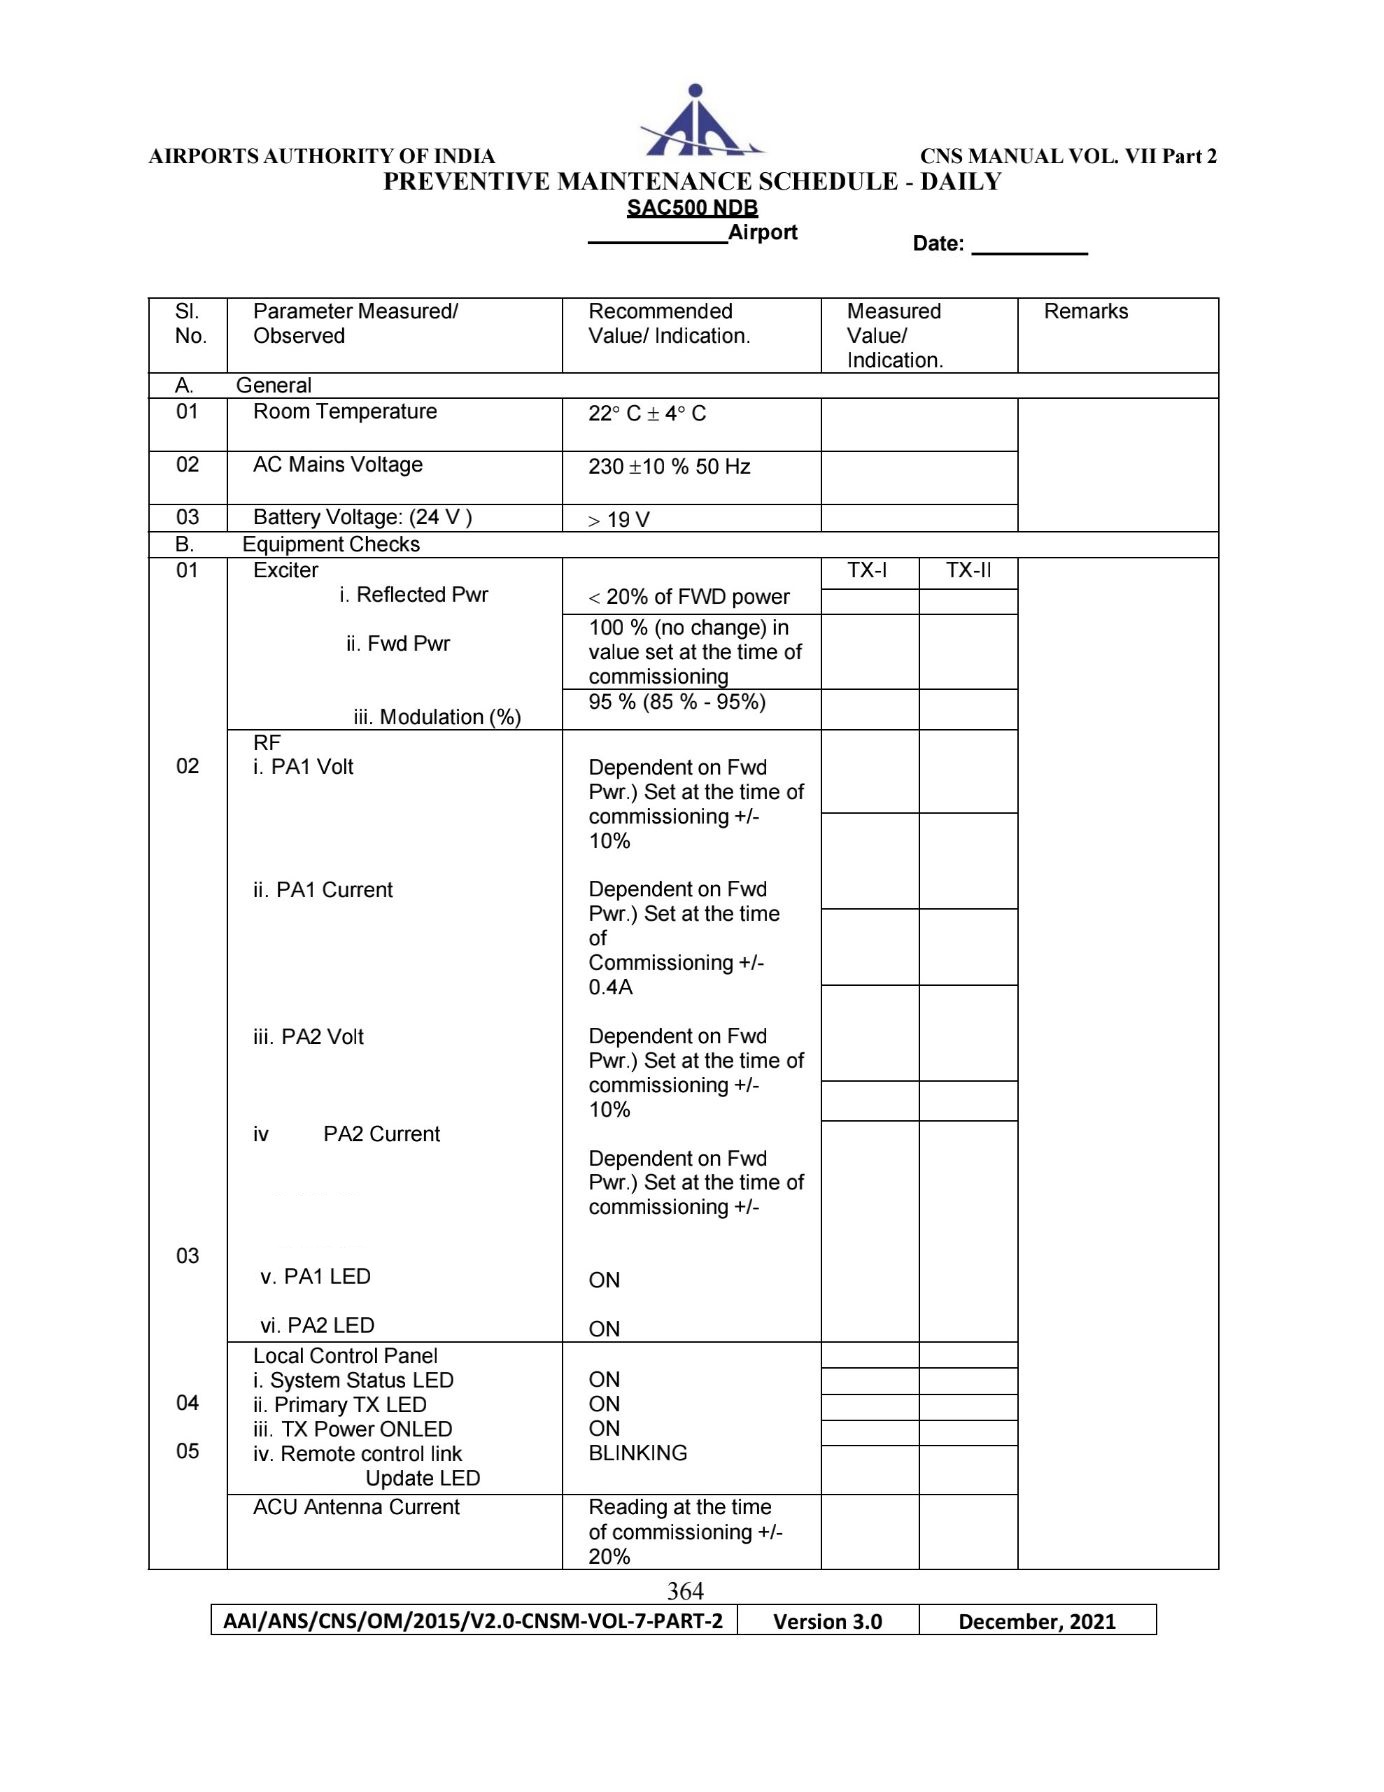 AIRPORTS AUTHORITY OF INDIA
CNS MANUAL VOL. VII Part 2
PREVENTIVE MAINTENANCE SCHEDULE - DAILY
SAC500 NDB
____________Airport
Date: __________
Sl. No.
Parameter Measured/ Observed
Recommended Value/ Indication.
Measured Value/ Indication.
Remarks
A. General
01 Room Temperature 22° C ± 4° C
02 AC Mains Voltage 230 ±10 % 50 Hz
03 Battery Voltage: (24 V ) > 19 V
B. Equipment Checks
01 Exciter TX-I TX-II
i. Reflected Pwr < 20% of FWD power
ii. Fwd Pwr
100 % (no change) in
value set at the time of
commissioning
iii. Modulation (%) 95 % (85 % - 95%)
RF
02 i. PA1 Volt
Dependent on Fwd
Pwr.) Set at the time of
commissioning +/-
10%
ii. PA1 Current
Dependent on Fwd
Pwr.) Set at the time
of
Commissioning +/-
0.4A
iii. PA2 Volt
Dependent on Fwd
Pwr.) Set at the time of
commissioning +/-
10%
iv PA2 Current
Dependent on Fwd
Pwr.) Set at the time of
commissioning +/-
03
v. PA1 LED ON
vi. PA2 LED ON
Local Control Panel
i. System Status LED ON
04 ii. Primary TX LED ON
iii. TX Power ONLED ON
05 iv. Remote control link BLINKING
Update LED
ACU Antenna Current
Reading at the time
of commissioning +/-
20%
364
AAI/ANS/CNS/OM/2015/V2.0-CNSM-VOL-7-PART-2 Version 3.0 December, 2021